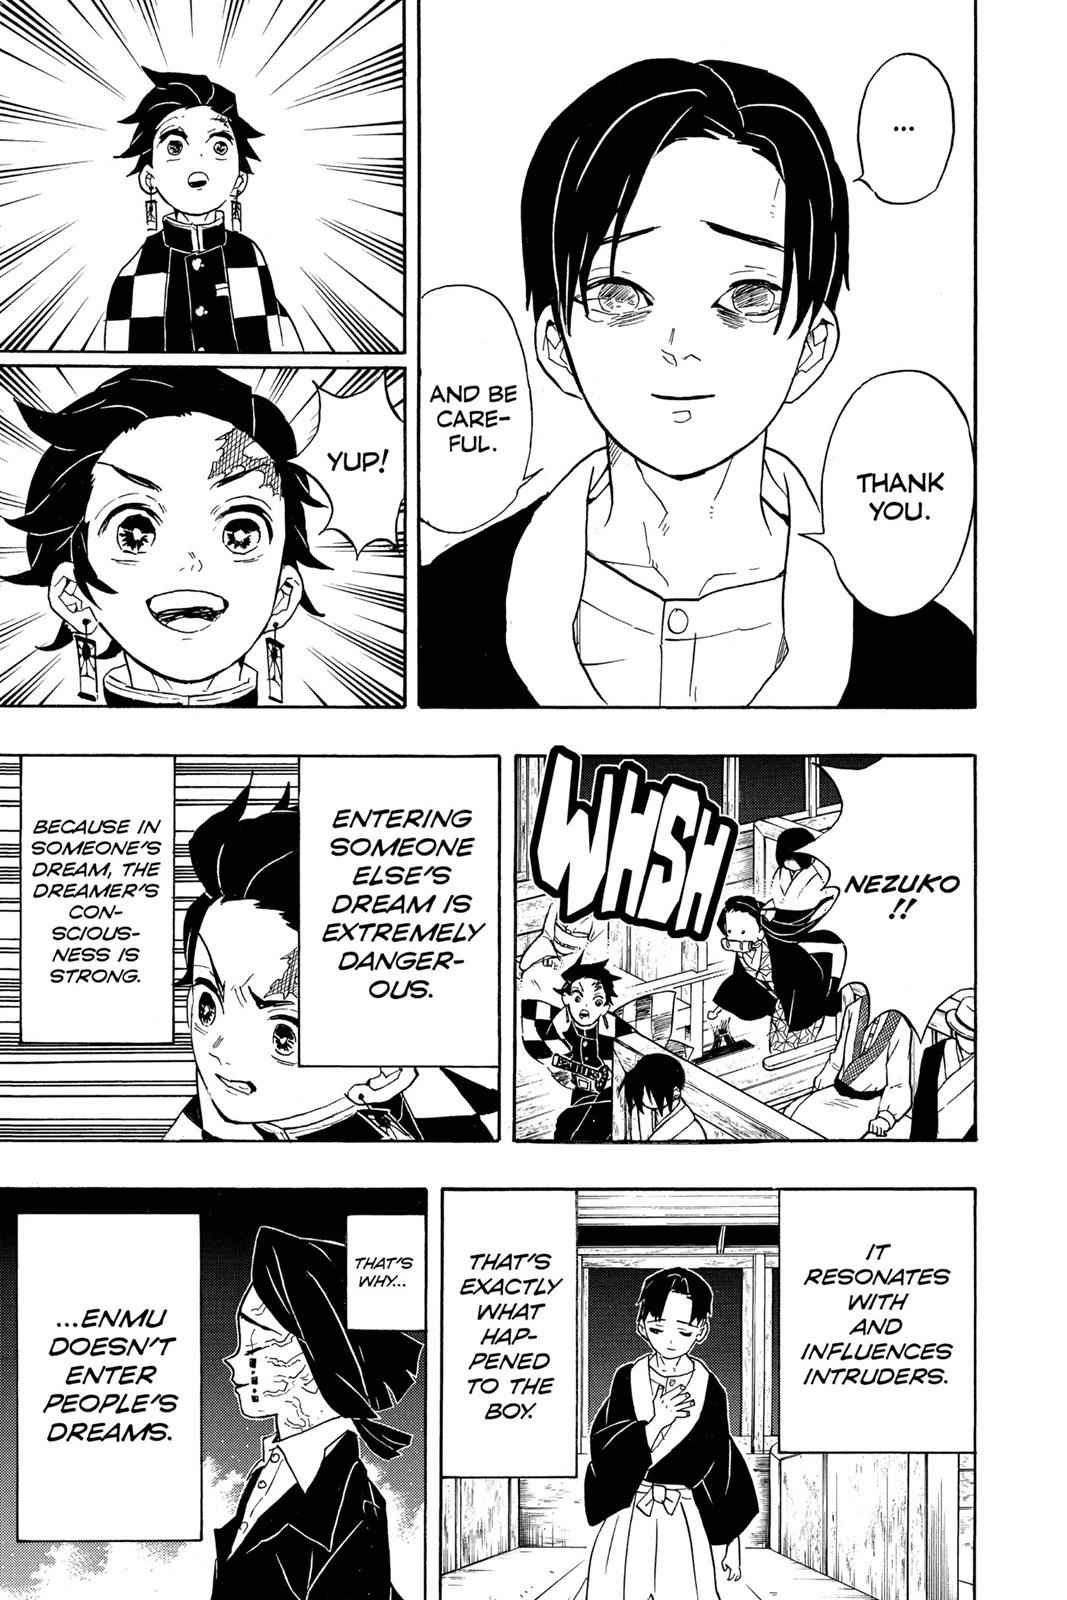 ...
THANK
YOU.
AND BE
CARE-
FUL.
YUP!
NEZUKO
!!
WHSH
ENTERING
SOMEONE
ELSE'S
DREAM IS
EXTREMELY
DANGER-
OUS.
BECAUSE IN
SOMEONE'S
DREAM, THE
DREAMER'S
CON-
SCIOUS-
NESS IS
STRONG.
IT
RESONATES
WITH
AND
INFLUENCES
INTRUDERS.
THAT'S
EXACTLY
WHAT
HAP-
PENED
TO THE
BOY.
THAT'S
WHY...
...ENMU
DOESN'T
ENTER
PEOPLE'S
DREAMS.